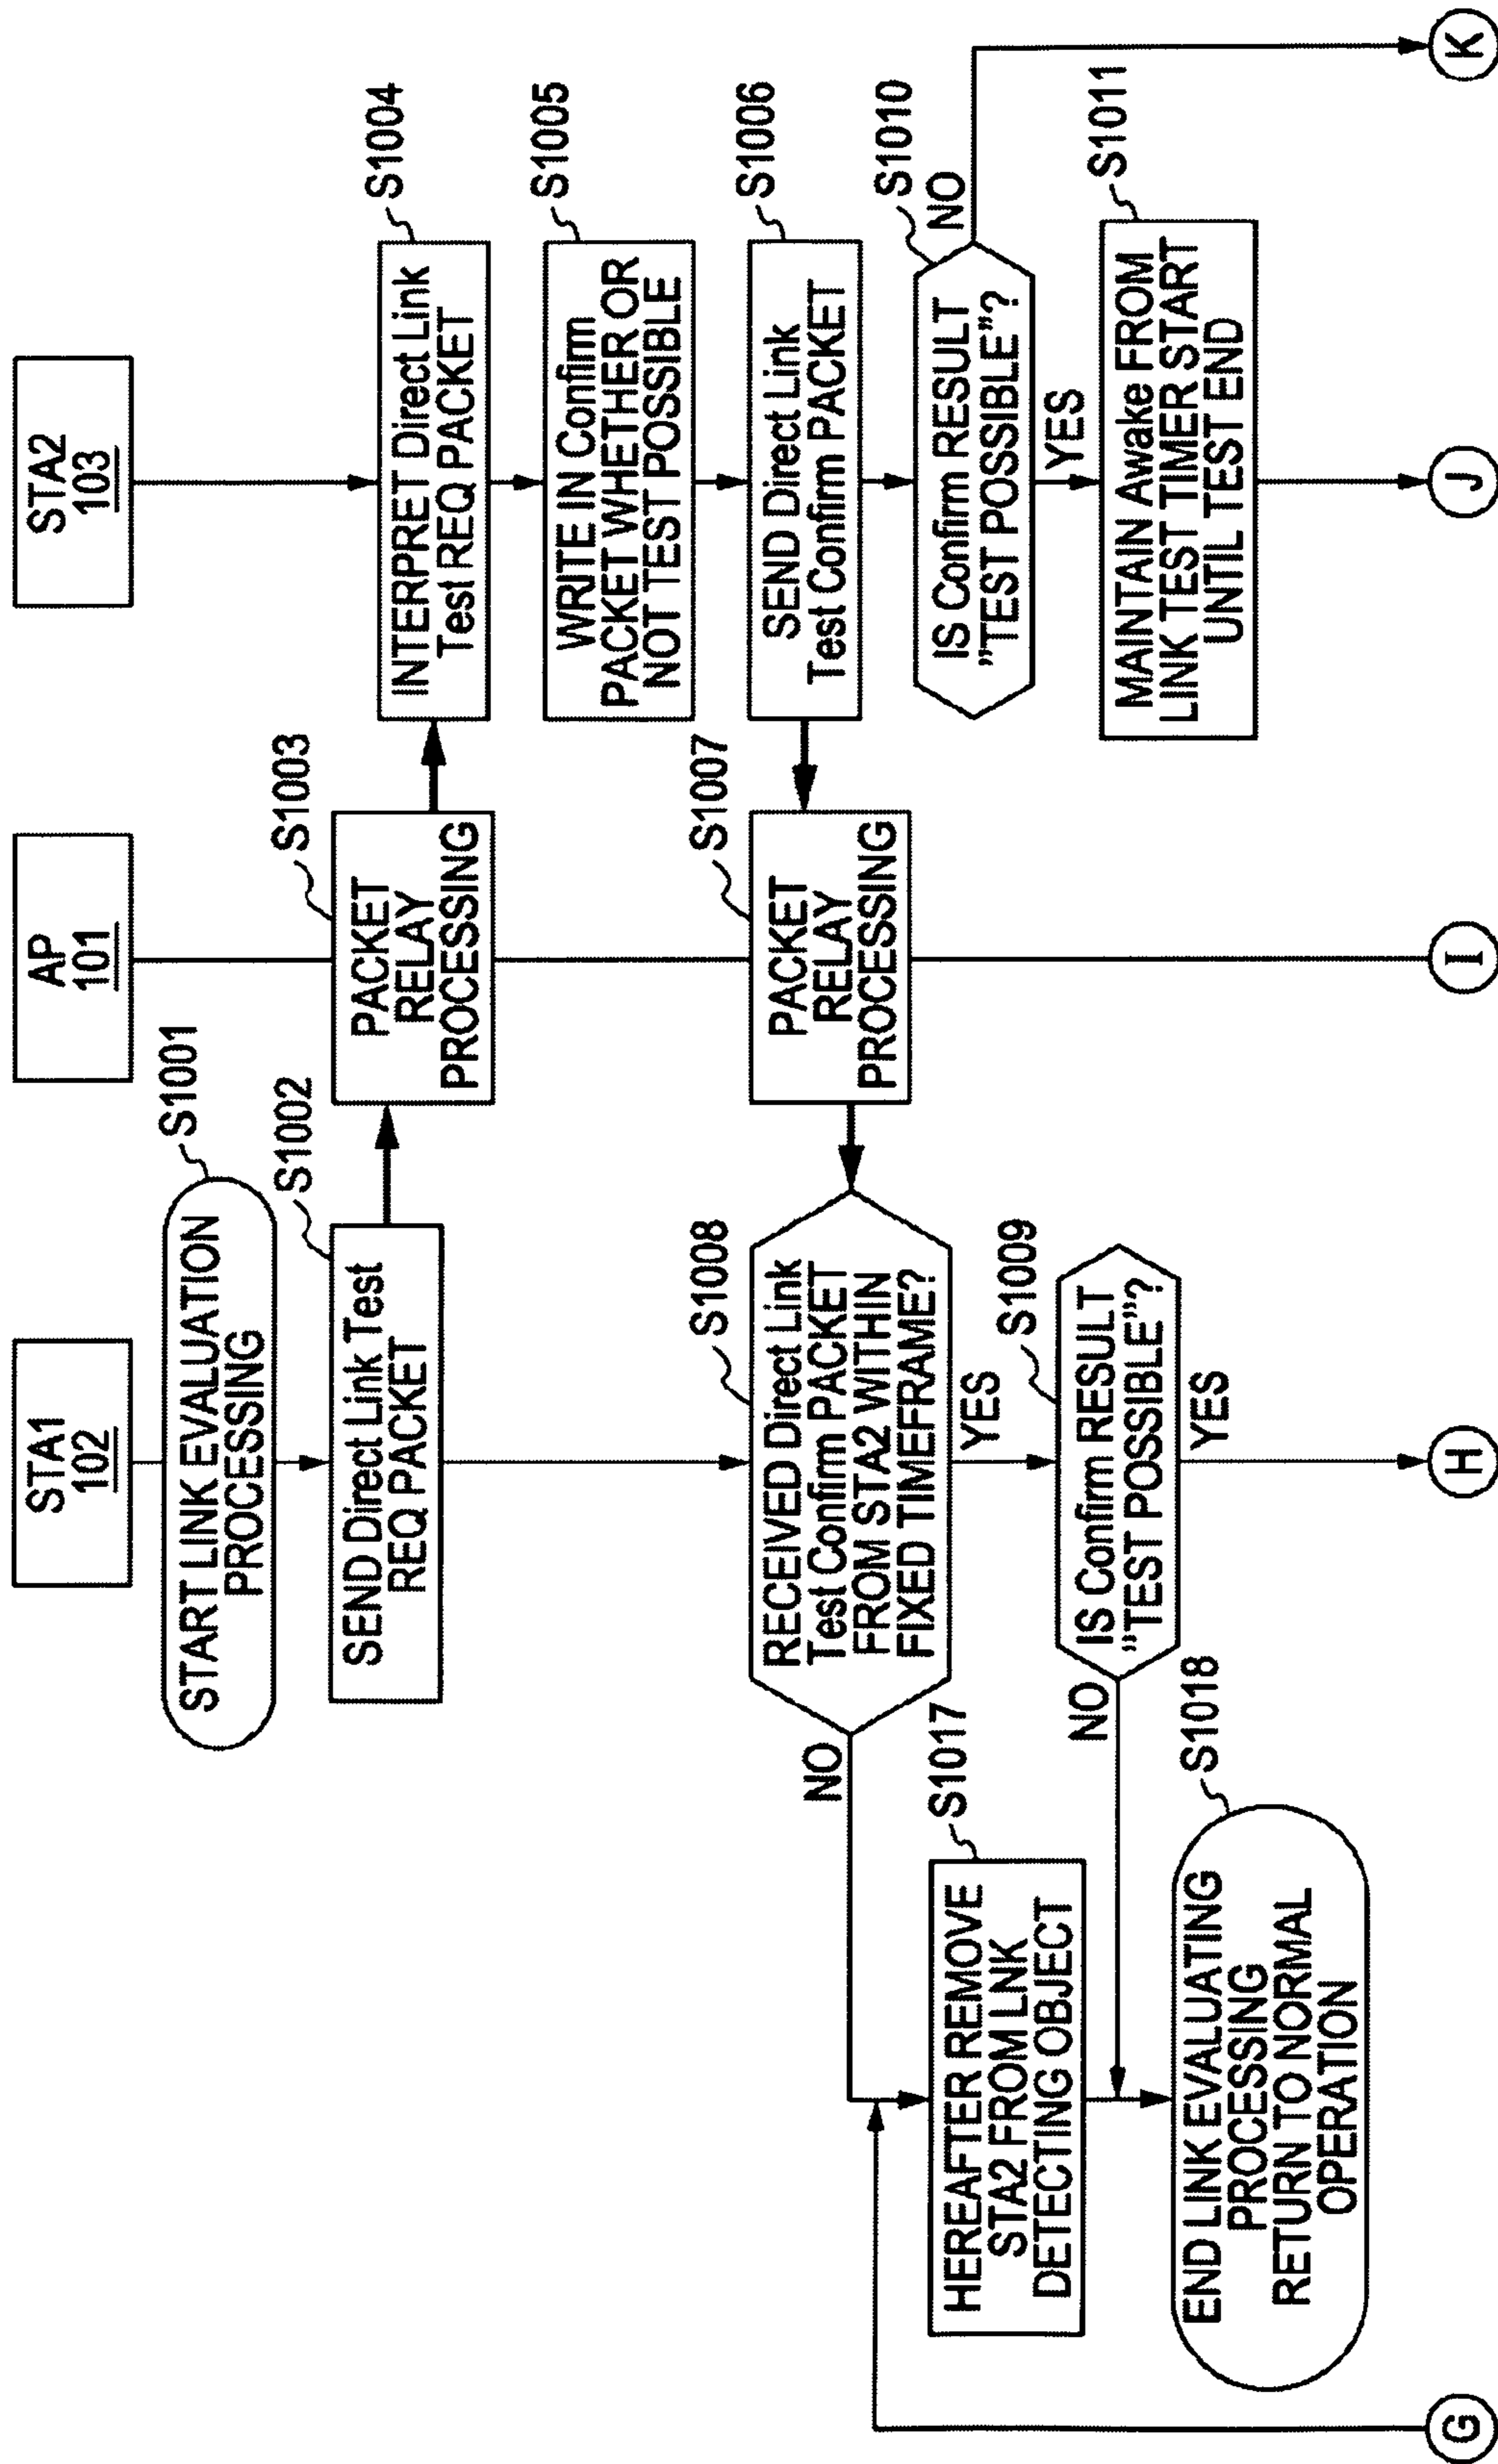 STA1
102
AP
101
STA2
103
START LINK EVALUATION
PROCESSING
S1001
SEND Direct Link Test
REQ PACKET
S1002
PACKET
RELAY
PROCESSING
S1003
INTERPRET Direct Link
Test REQ PACKET
S1004
WRITE IN Confirm
PACKET WHETHER OR
NOT TEST POSSIBLE
S1005
SEND Direct Link
Test Confirm PACKET
S1006
PACKET
RELAY
PROCESSING
S1007
RECEIVED Direct Link
Test Confirm PACKET
FROM STA2 WITHIN
FIXED TIMEFRAME?
S1008
NO
YES
IS Confirm RESULT
"TEST POSSIBLE"?
S1009
NO
YES
IS Confirm RESULT
"TEST POSSIBLE"?
S1010
NO
YES
MAINTAIN Awake FROM
LINK TEST TIMER START
UNTIL TEST END
S1011
HEREAFTER REMOVE
STA2 FROM LNK
DETECTING OBJECT
S1017
END LINK EVALUATING
PROCESSING
RETURN TO NORMAL
OPERATION
S1018
G
H
I
J
K